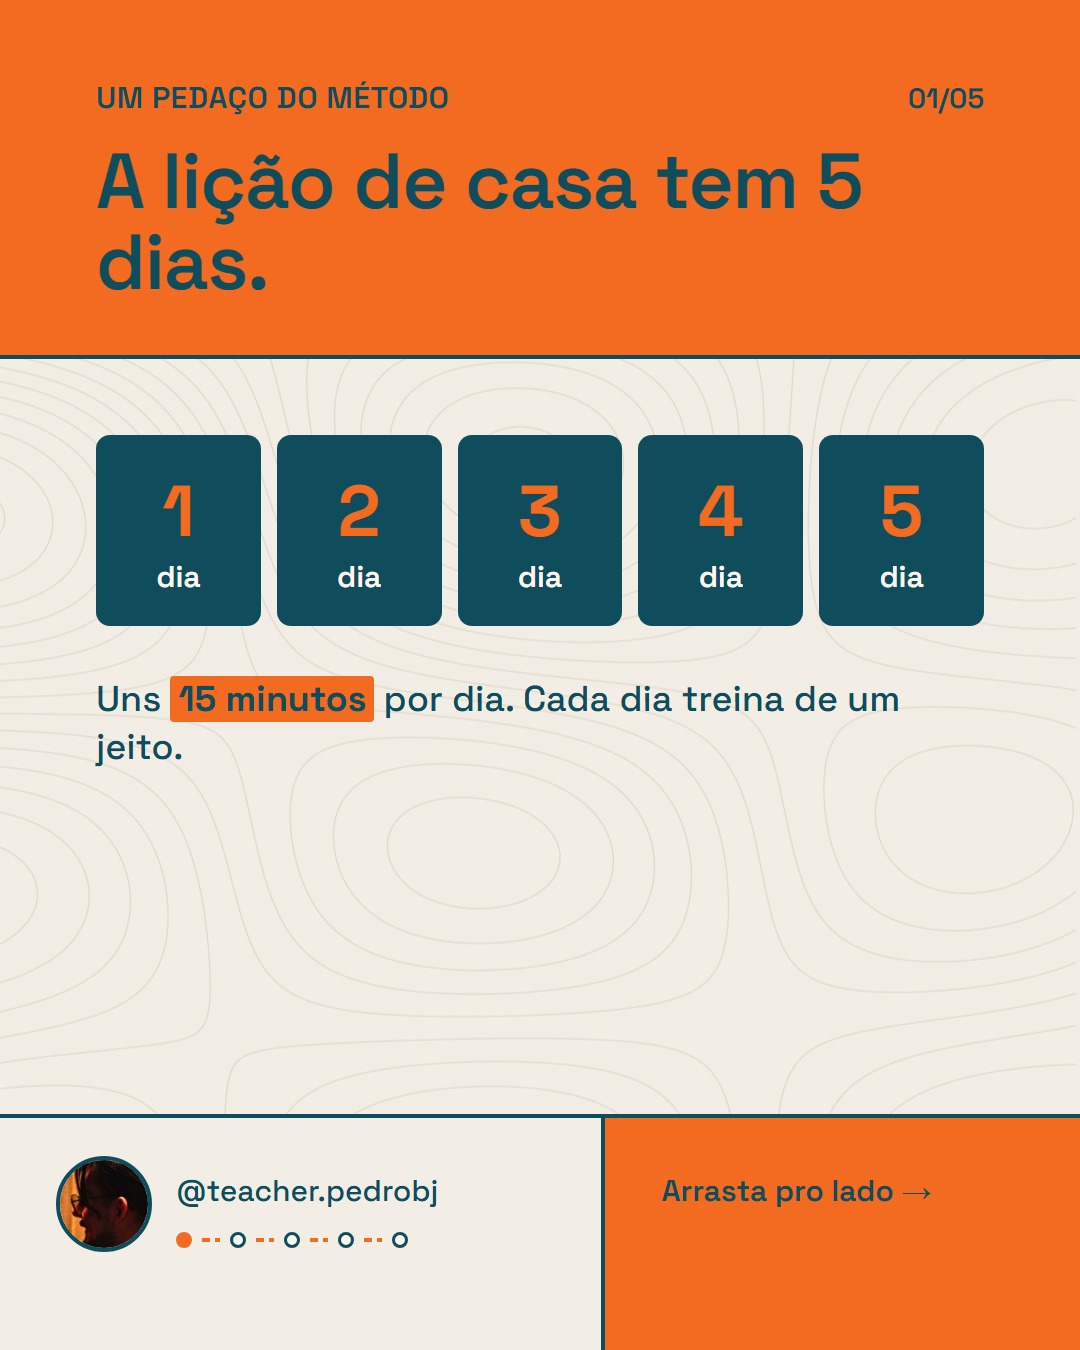 UM PEDAÇO DO MÉTODO
01/05
A lição de casa tem 5
dias.
1
dia
2
dia
3
dia
4
dia
5
dia
Uns 15 minutos por dia. Cada dia treina de um
jeito.
@teacher.pedrobj
Arrasta pro lado →